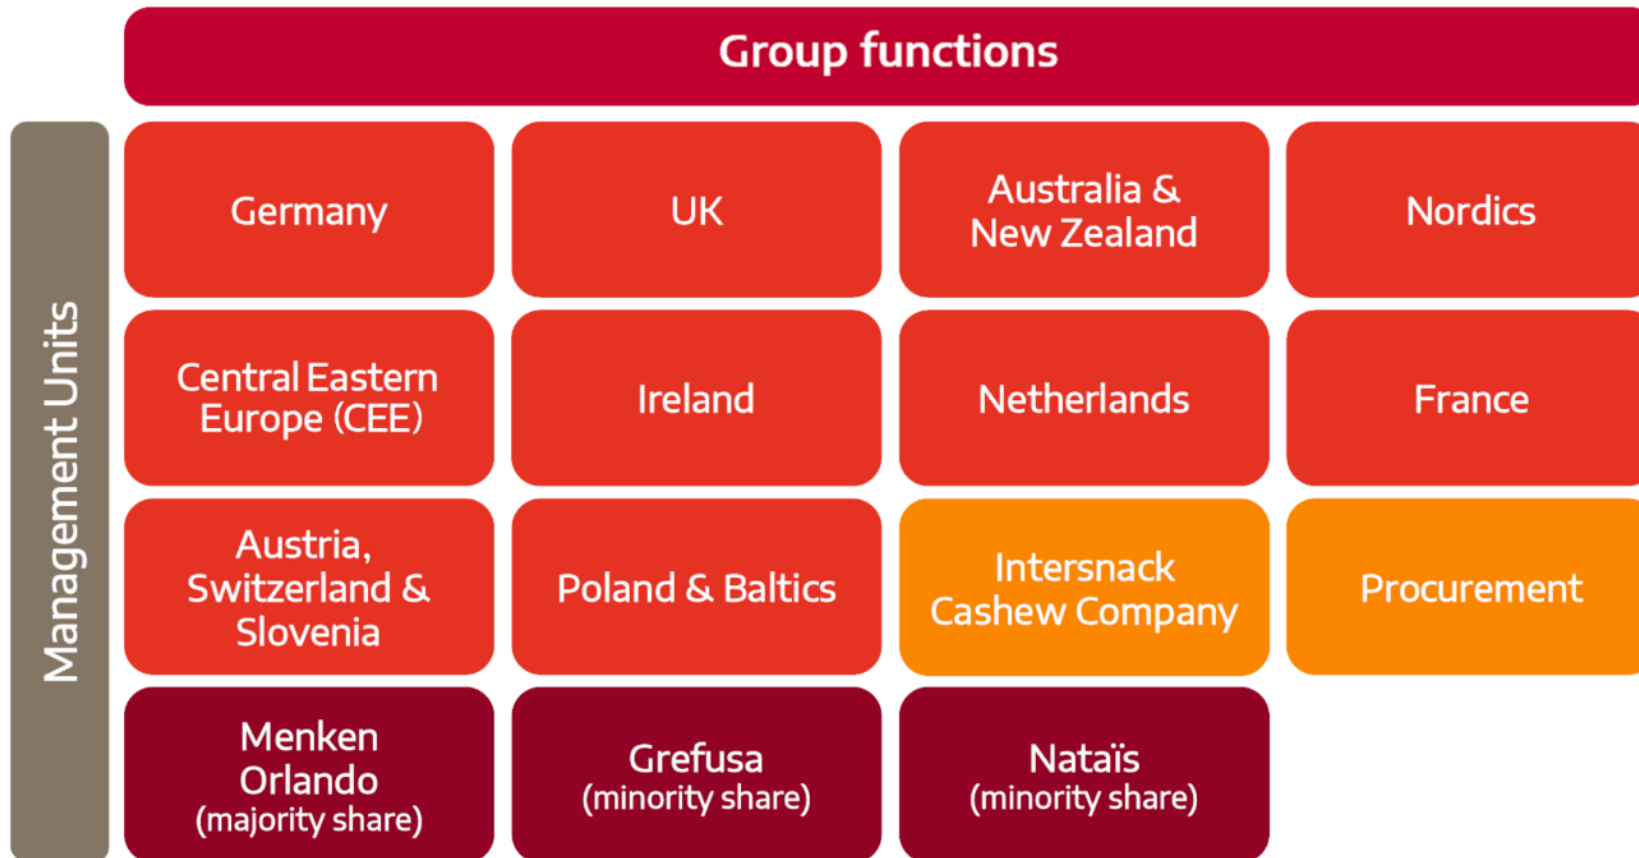 Group functions
Management Units
Germany
UK
Australia &
New Zealand
Nordics
Central Eastern
Europe (CEE)
Ireland
Netherlands
France
Austria,
Switzerland &
Slovenia
Poland & Baltics
Intersnack
Cashew Company
Procurement
Menken
Orlando
(majority share)
Grefusa
(minority share)
Nataïs
(minority share)